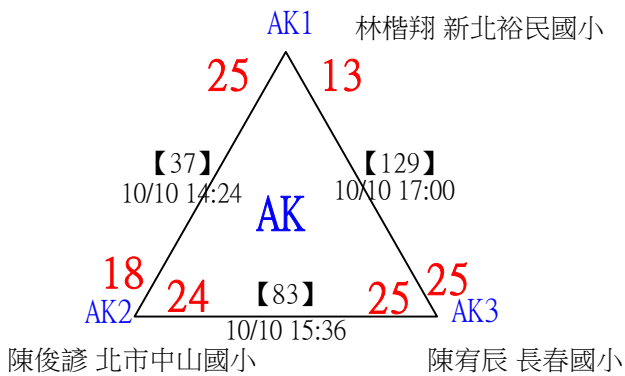 AK1
林楷翔 新北裕民國小
25
13
【37】
10/10 14:24
【129】
10/10 17:00
AK
18
24
【83】
10/10 15:36
25
25
AK2
AK3
陳俊諺 北市中山國小
陳宥辰 長春國小